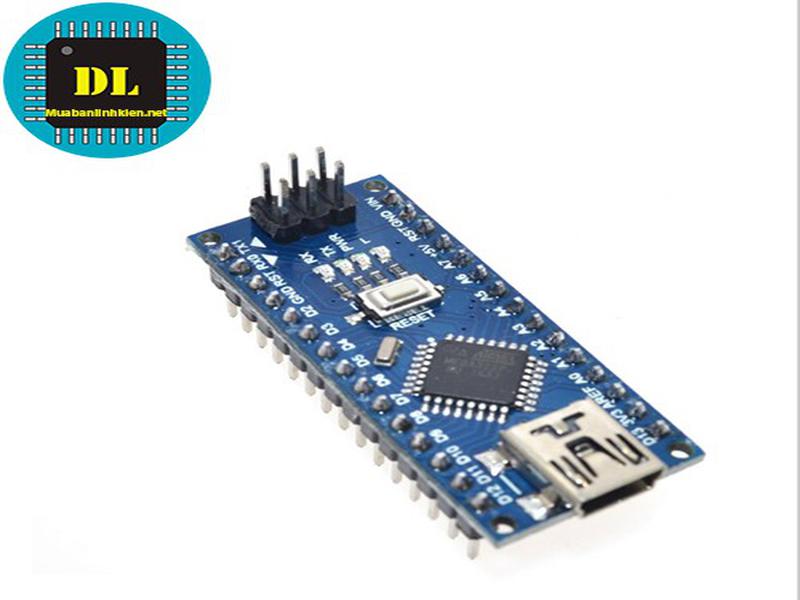 DL
Muabanlinhkien.net
VIN
GND
RST
+5V
A7
A6
A5
A4
A3
A2
A1
A0
AREF
3V3
D13
TX1
RX0
RST
GND
D2
D3
D4
D5
D6
D7
D8
D9
D10
D11
D12
RX
TX
PWR
L
RESET